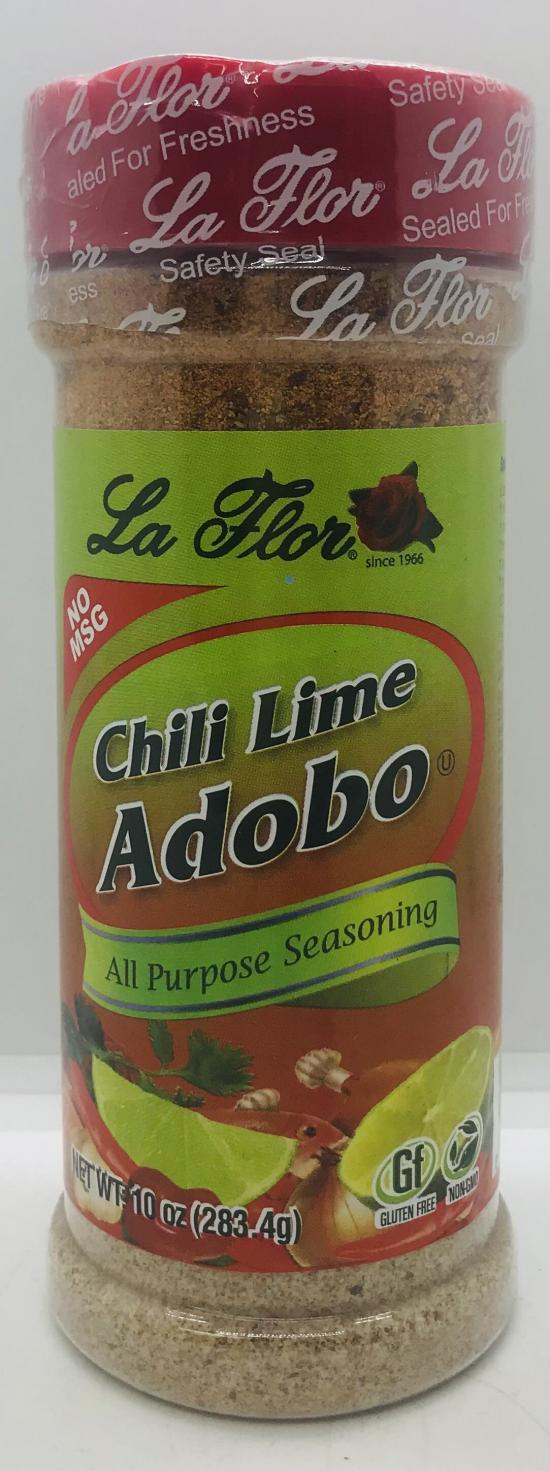 La Flor®
Safety Seal
aled For Freshness
La Flor
La Flor®
Sealed For
Safety Seal
ess
La Flor
Seal
La Flor®
since 1966
NO
MSG
Chili Lime
Adobo Ⓤ
All Purpose Seasoning
Gf
GLUTEN FREE
NON-GMO
NET WT. 10 oz (283.4g)